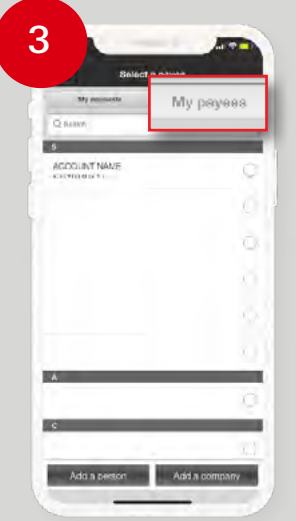 3
Select a payee
My accounts
My payees
Search
S
ACCOUNT NAME
A
C
Add a person
Add a company